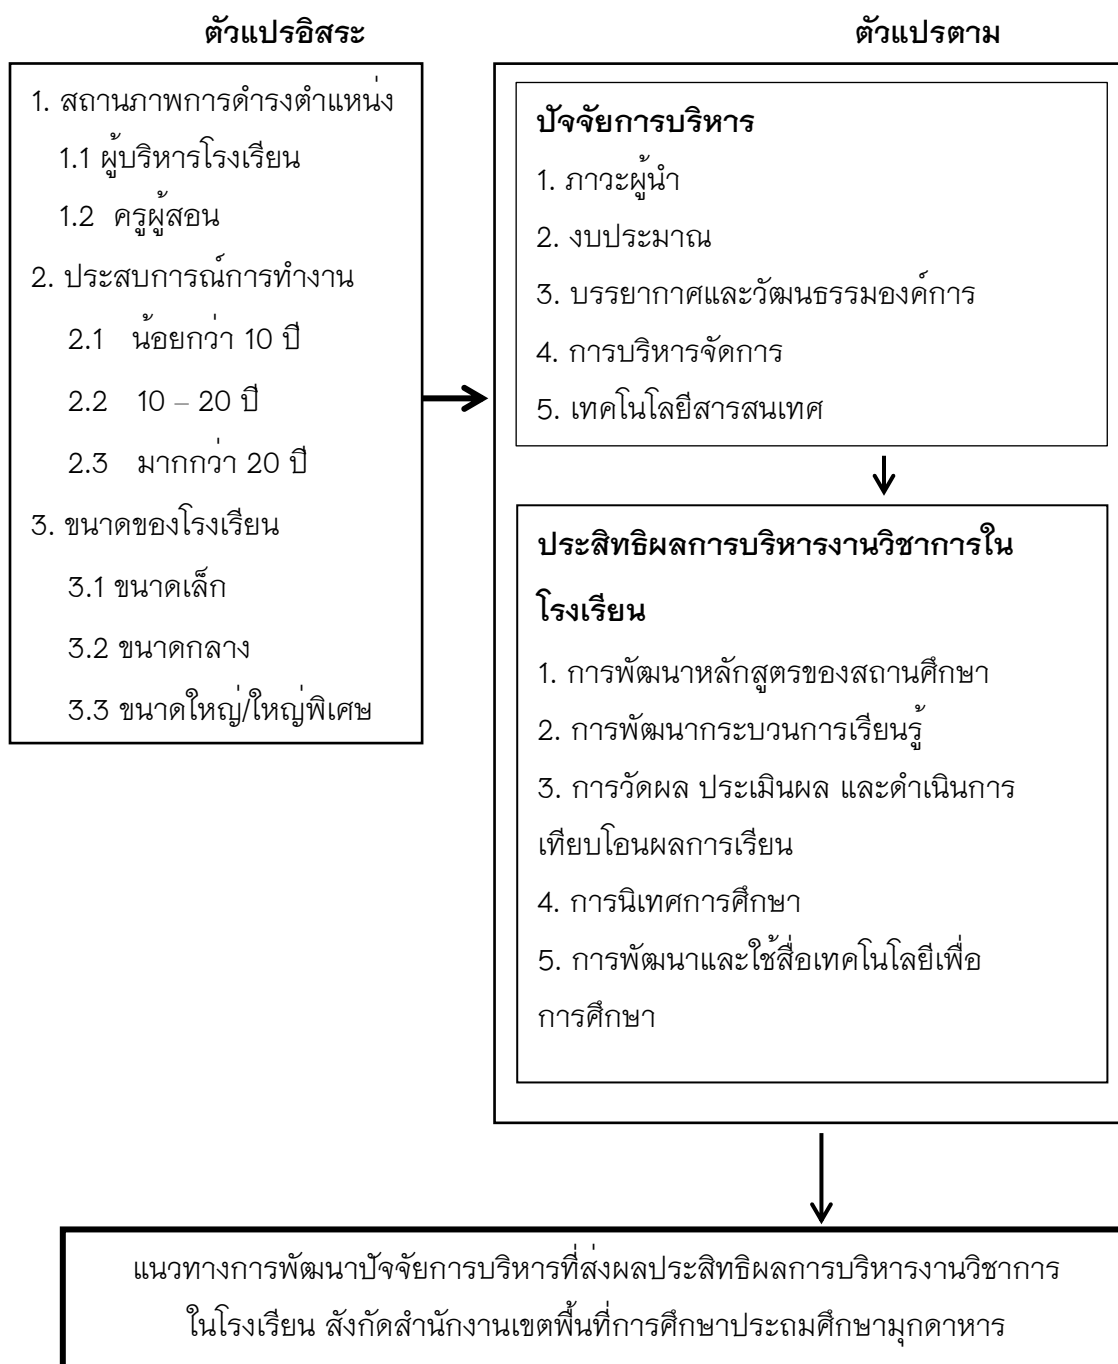 ตัวแปรอิสระ
1. สถานภาพการดำรงตำแหน่ง
1.1 ผู้บริหารโรงเรียน
1.2 ครูผู้สอน
2. ประสบการณ์การทำงาน
2.1 น้อยกว่า 10 ปี
2.2 10 – 20 ปี
2.3 มากกว่า 20 ปี
3. ขนาดของโรงเรียน
3.1 ขนาดเล็ก
3.2 ขนาดกลาง
3.3 ขนาดใหญ่/ใหญ่พิเศษ
ตัวแปรตาม
ปัจจัยการบริหาร
1. ภาวะผู้นำ
2. งบประมาณ
3. บรรยากาศและวัฒนธรรมองค์การ
4. การบริหารจัดการ
5. เทคโนโลยีสารสนเทศ
ประสิทธิผลการบริหารงานวิชาการใน
โรงเรียน
1. การพัฒนาหลักสูตรของสถานศึกษา
2. การพัฒนากระบวนการเรียนรู้
3. การวัดผล ประเมินผล และดำเนินการ
เทียบโอนผลการเรียน
4. การนิเทศการศึกษา
5. การพัฒนาและใช้สื่อเทคโนโลยีเพื่อ
การศึกษา
แนวทางการพัฒนาปัจจัยการบริหารที่ส่งผลประสิทธิผลการบริหารงานวิชาการ
ในโรงเรียน สังกัดสำนักงานเขตพื้นที่การศึกษาประถมศึกษามุกดาหาร